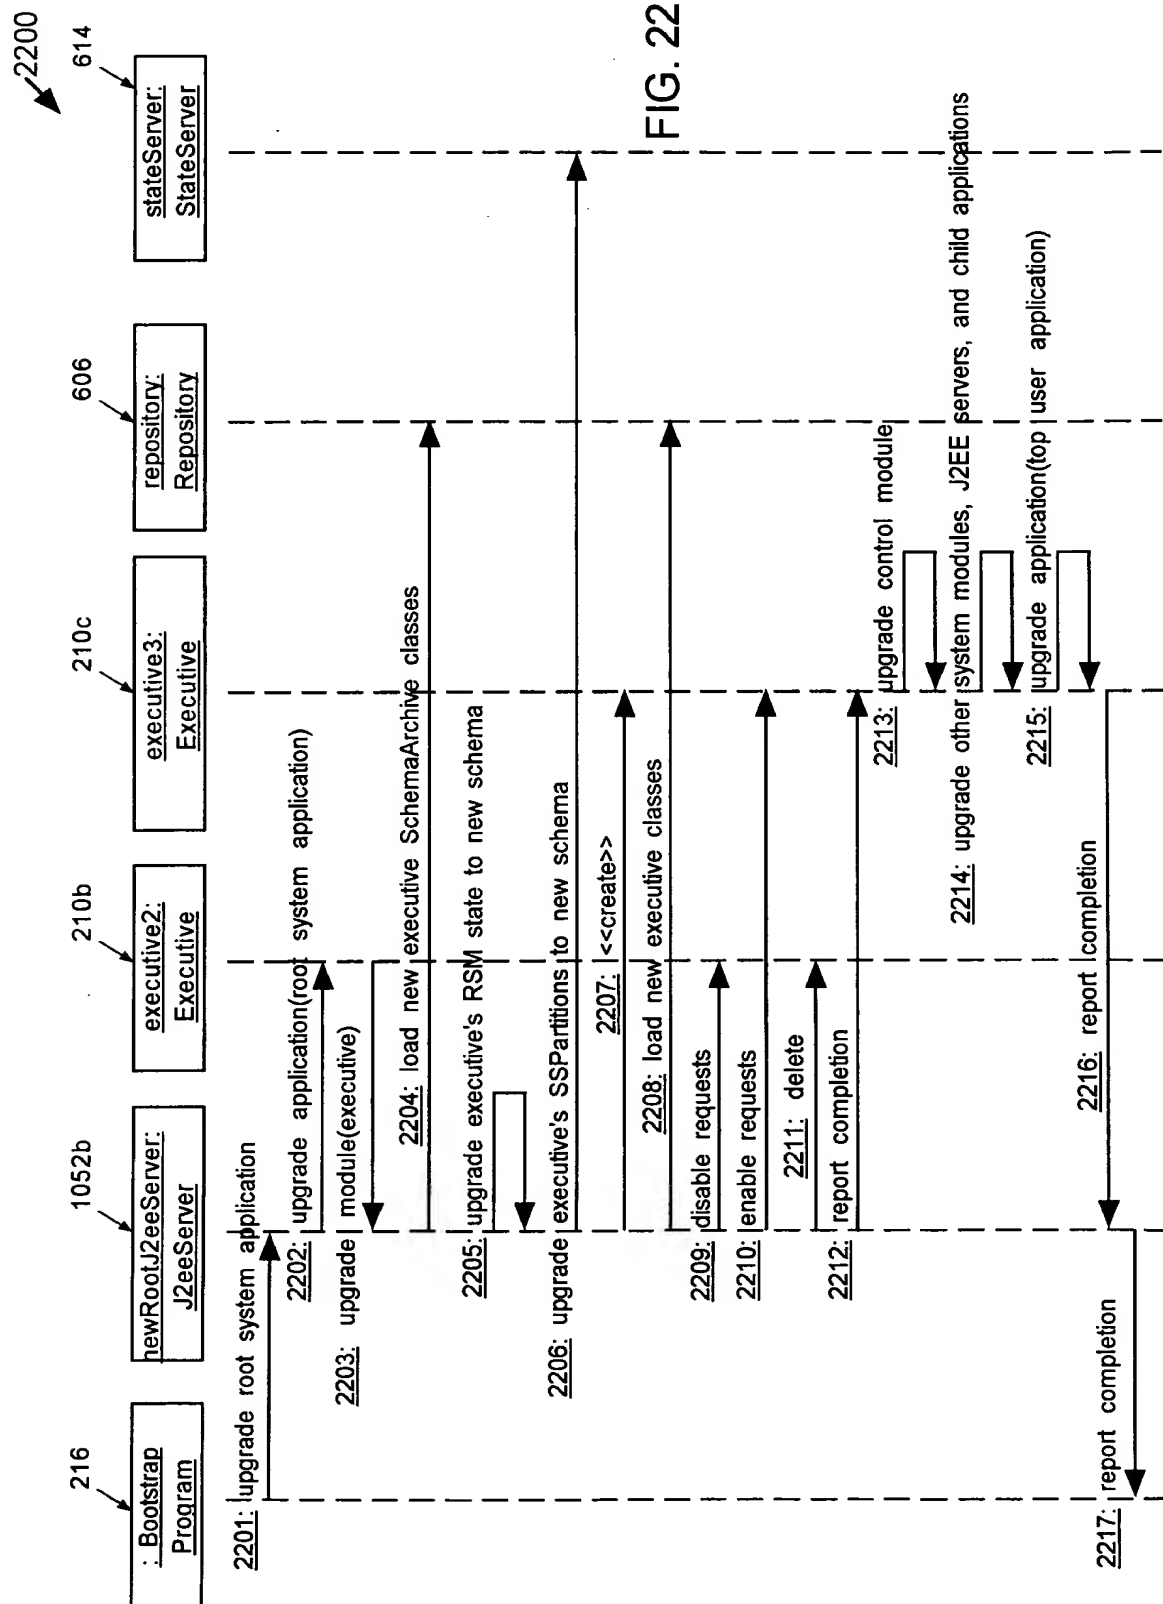 2200
216
1052b
210b
210c
606
614
: Bootstrap
Program
newRootJ2eeServer:
J2eeServer
executive2:
Executive
executive3:
Executive
repository:
Repository
stateServer:
StateServer
2201: upgrade root system application
2202: upgrade application(root system application)
2203: upgrade module(executive)
2204: load new executive SchemaArchive classes
2205: upgrade executive's RSM state to new schema
2206: upgrade executive's SSPartitions to new schema
2207: <<create>>
2208: load new executive classes
2209: disable requests
2210: enable requests
2211: delete
2212: report completion
2213: upgrade control module
2214: upgrade other system modules, J2EE servers, and child applications
2215: upgrade application(top user application)
2216: report completion
2217: report completion
FIG. 22